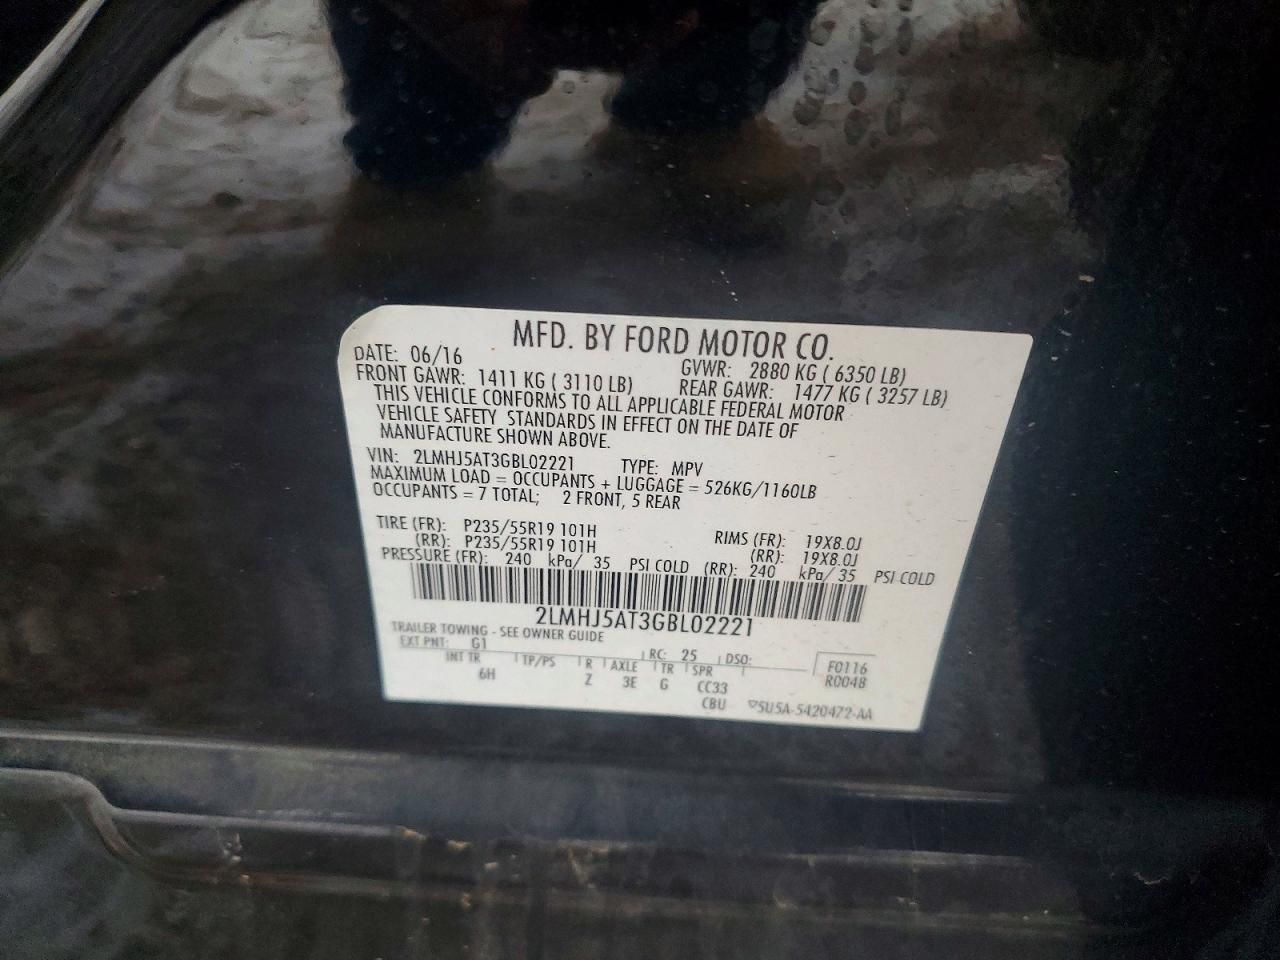 MFD. BY FORD MOTOR CO.
DATE: 06/16 GVWR: 2880 KG ( 6350 LB)
FRONT GAWR: 1411 KG ( 3110 LB) REAR GAWR: 1477 KG ( 3257 LB)
THIS VEHICLE CONFORMS TO ALL APPLICABLE FEDERAL MOTOR
VEHICLE SAFETY STANDARDS IN EFFECT ON THE DATE OF
MANUFACTURE SHOWN ABOVE.
VIN: 2LMHJ5AT3GBL02221 TYPE: MPV
MAXIMUM LOAD = OCCUPANTS + LUGGAGE = 526KG/1160LB
OCCUPANTS = 7 TOTAL; 2 FRONT, 5 REAR
TIRE (FR): P235/55R19 101H RIMS (FR): 19X8.0J
(RR): P235/55R19 101H (RR): 19X8.0J
PRESSURE (FR): 240 kPa/ 35 PSI COLD (RR): 240 kPa/ 35 PSI COLD
2LMHJ5AT3GBL02221
TRAILER TOWING - SEE OWNER GUIDE
EXT PNT: G1 RC: 25 DSO: F0116
INT TR TP/PS R AXLE TR SPR R0048
6H Z 3E G CC33
CBU ▽5U5A-5420472-AA